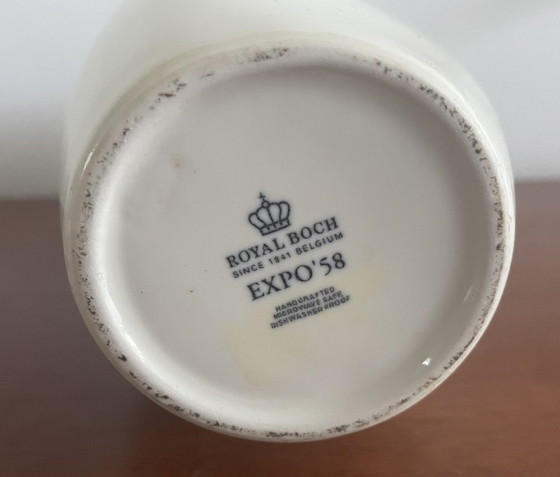 ROYAL BOCH
SINCE 1841 BELGIUM
EXPO'58
HANDCRAFTED
MICROWAVE SAFE
DISHWASHER PROOF